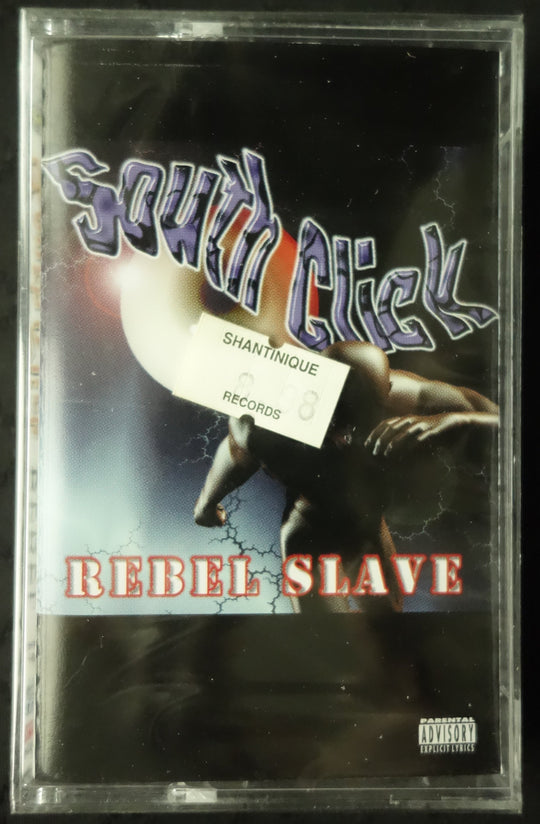 South Click
SHANTINIQUE
RECORDS
REBEL SLAVE
PARENTAL
ADVISORY
EXPLICIT LYRICS